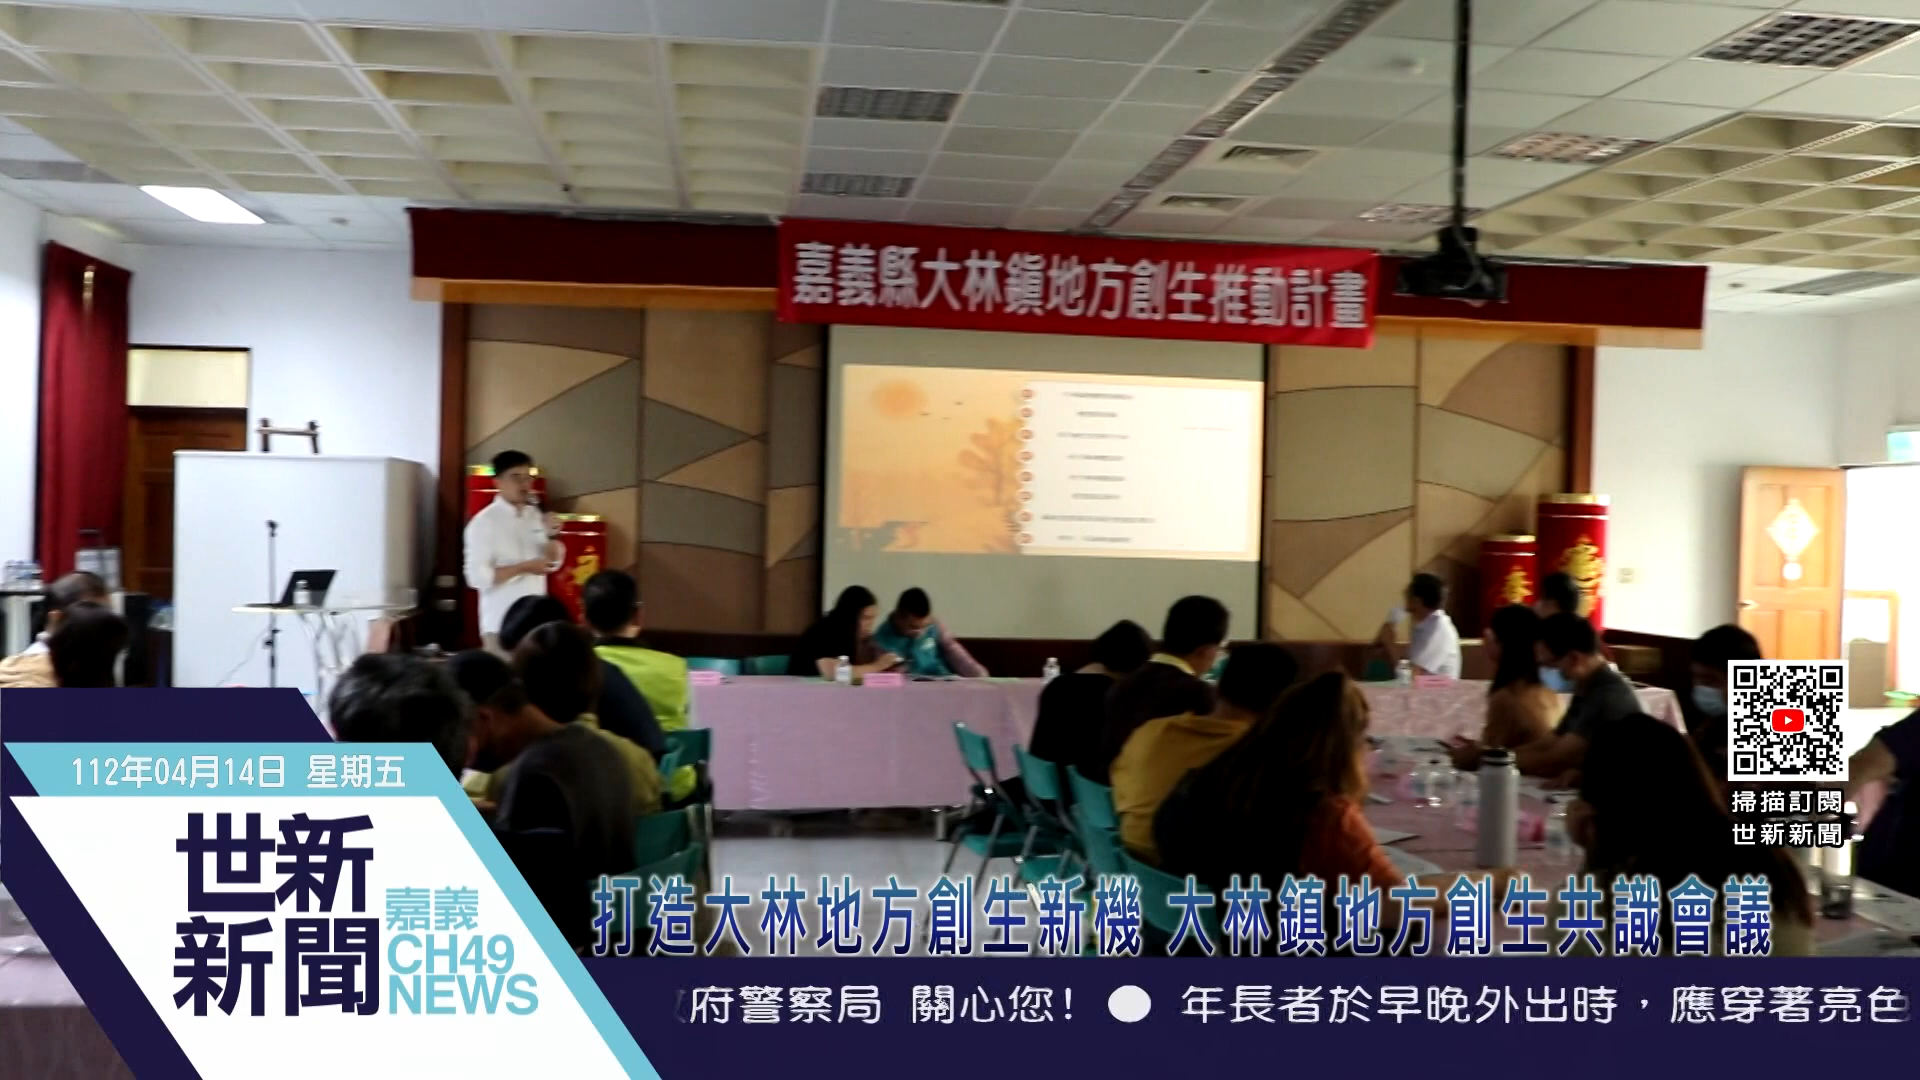 嘉義縣大林鎮地方創生推動計畫
掃描訂閱
世新新聞
112年04月14日 星期五
世新
新聞
嘉義
CH49
NEWS
打造大林地方創生新機 大林鎮地方創生共識會議
府警察局 關心您! ● 年長者於早晚外出時,應穿著亮色